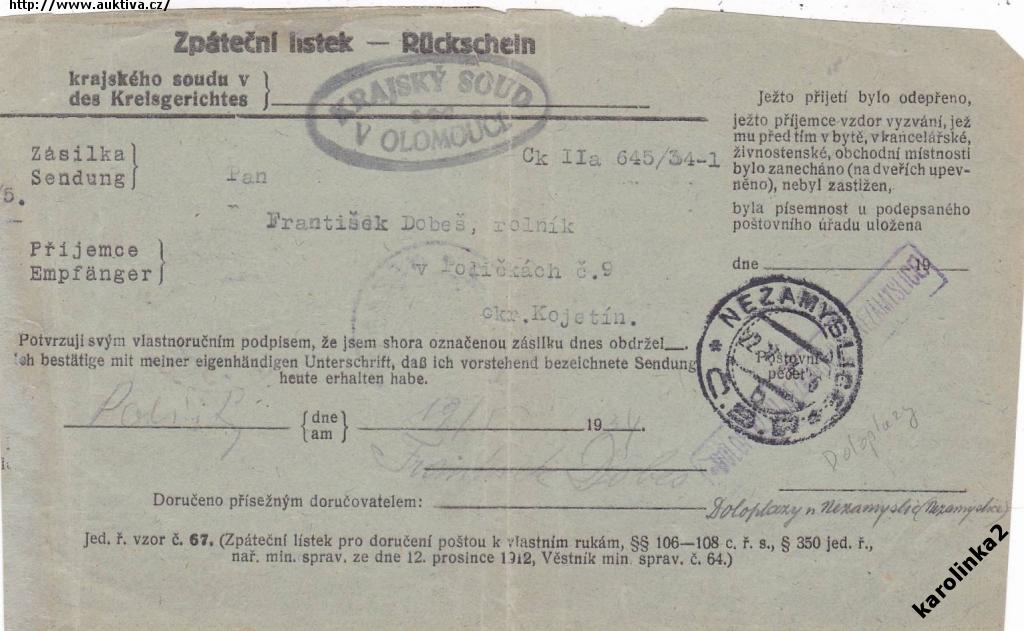 http://www.auktiva.cz/
Zpáteční lístek — Rückschein
krajského soudu v
des Kreisgerichtes
KRAJSKÝ SOUD
V OLOMOUCI
Ck IIa 645/34-1
Zásilka
Sendung
Pan
/5.
František Dobeš, rolník
Příjemce
Empfänger
v Poličkách č.9
okr.Kojetín.
Potvrzuji svým vlastnoručním podpisem, že jsem shora označenou zásilku dnes obdržel
Ich bestätige mit meiner eigenhändigen Unterschrift, daß ich vorstehend bezeichnete Sendung
heute erhalten habe.
dne
am
19/ 1934.
František Dobeš
Doručeno přísežným doručovatelem:
Jed. ř. vzor č. 67. (Zpáteční lístek pro doručení poštou k vlastním rukám, §§ 106—108 c. ř. s., § 350 jed. ř.,
nař. min. sprav. ze dne 12. prosince 1912, Věstník min. sprav. č. 64.)
Ježto přijetí bylo odepřeno,
ježto příjemce vzdor vyzvání, jež
mu před tím v bytě, v kancelářské,
živnostenské, obchodní místnosti
bylo zanecháno (na dveřích upev-
něno), nebyl zastižen,
byla písemnost u podepsaného
poštovního úřadu uložena
dne 19
NEZAMYSLICE
* NEZAMYSLICE *
Č.S.R.
b
Poštovní
pečeť
Doloplazy
Doloplazy u Nezamyslic (Nezamyslice)
karolinka2